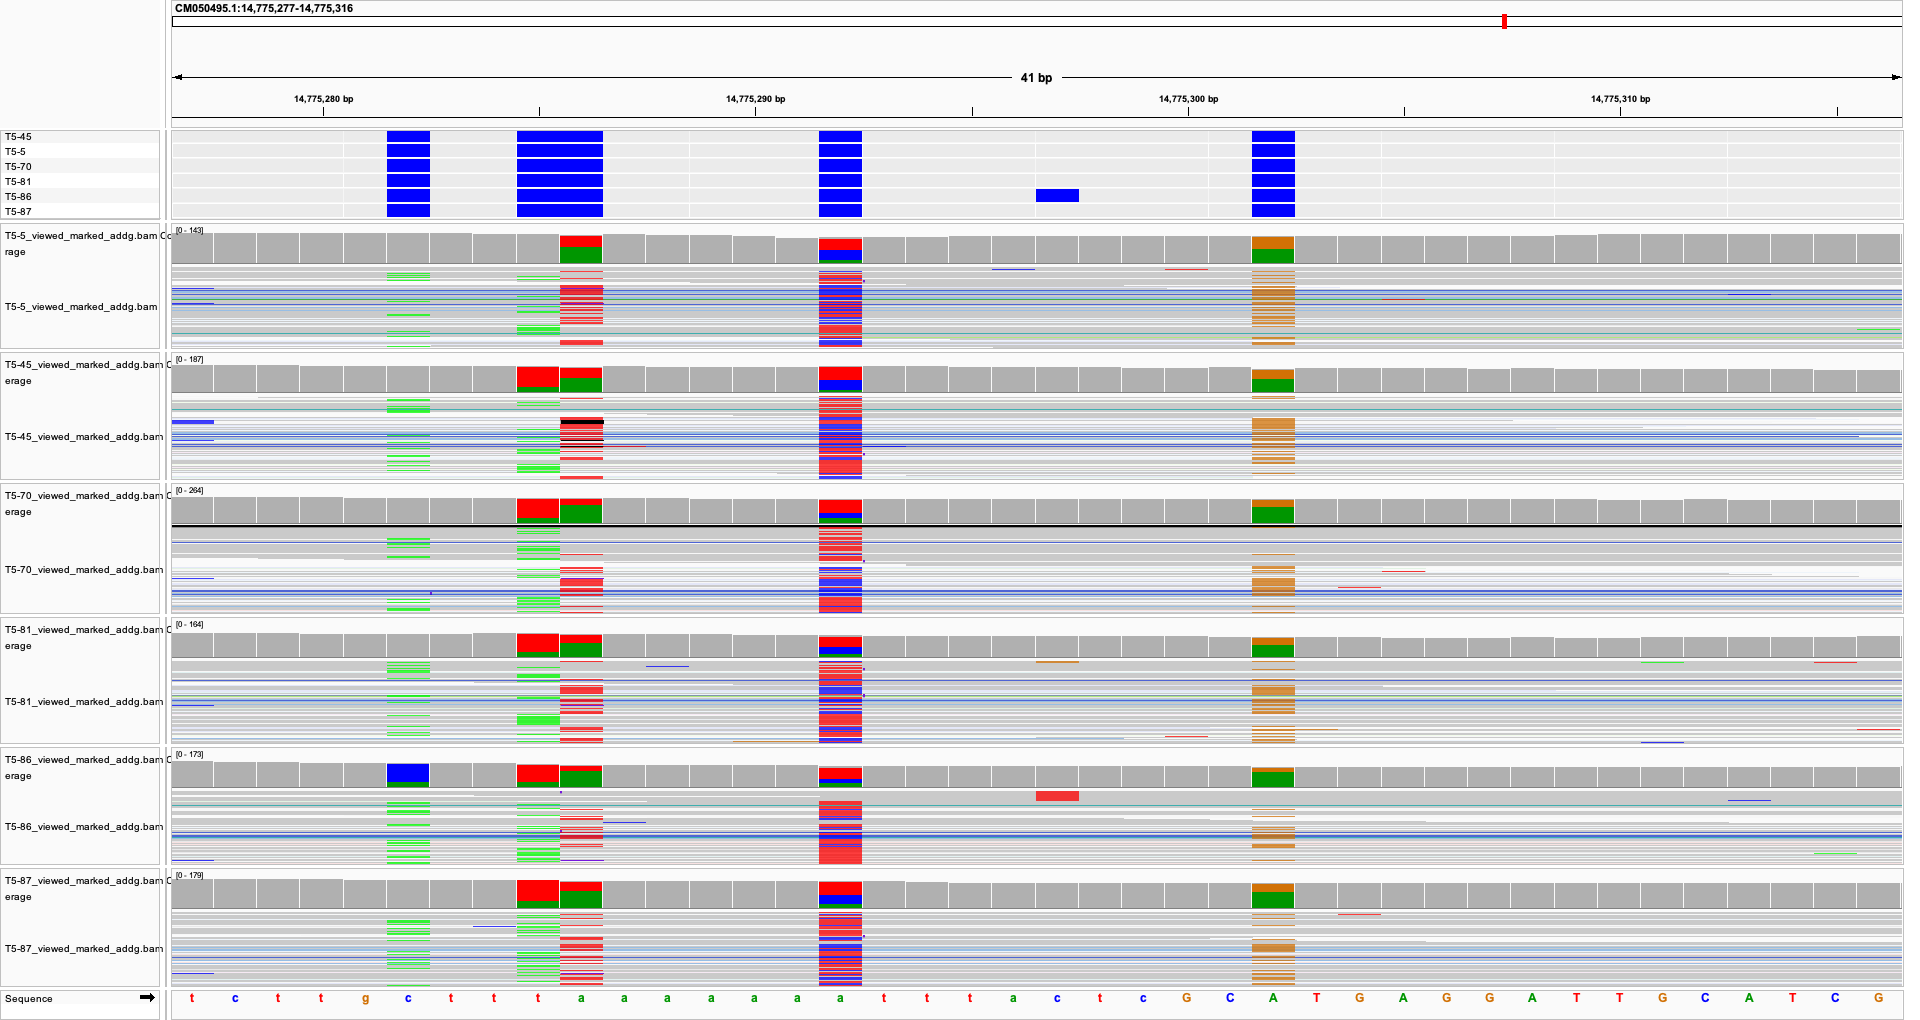 CM050495.1:14,775,277-14,775,316
41 bp
14,775,280 bp 14,775,290 bp 14,775,300 bp 14,775,310 bp
T5-45
T5-5
T5-70
T5-81
T5-86
T5-87
T5-5_viewed_marked_addg.bam Co
rage
[0 - 143]
T5-5_viewed_marked_addg.bam
T5-45_viewed_marked_addg.bam C
erage
[0 - 187]
T5-45_viewed_marked_addg.bam
T5-70_viewed_marked_addg.bam C
erage
[0 - 264]
T5-70_viewed_marked_addg.bam
T5-81_viewed_marked_addg.bam C
erage
[0 - 164]
T5-81_viewed_marked_addg.bam
T5-86_viewed_marked_addg.bam C
erage
[0 - 173]
T5-86_viewed_marked_addg.bam
T5-87_viewed_marked_addg.bam C
erage
[0 - 179]
T5-87_viewed_marked_addg.bam
Sequence t c t t g c t t t a a a a a a a t t t a c t c G C A T G A G G A T T G C A T C G